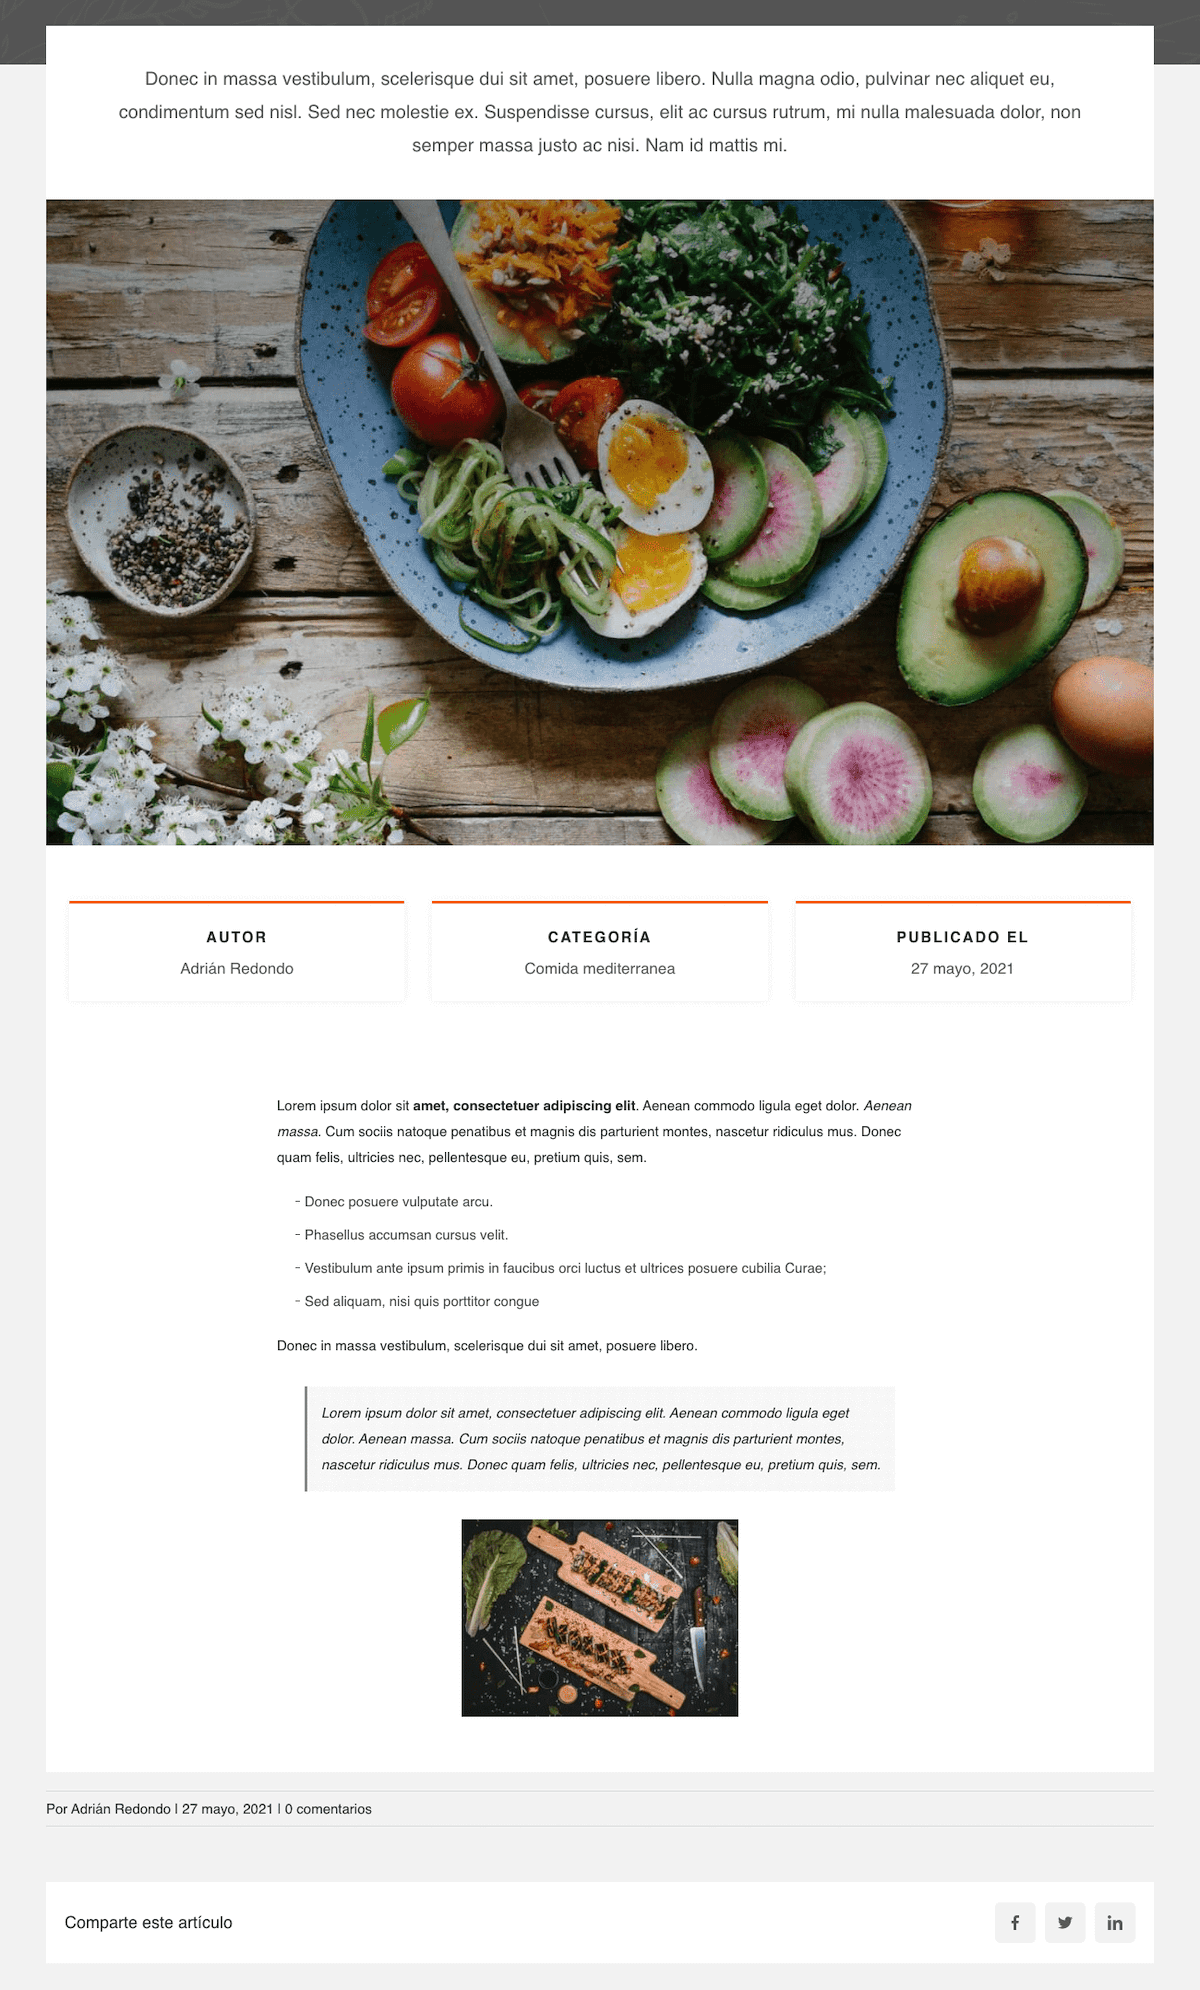 Donec in massa vestibulum, scelerisque dui sit amet, posuere libero. Nulla magna odio, pulvinar nec aliquet eu,
condimentum sed nisl. Sed nec molestie ex. Suspendisse cursus, elit ac cursus rutrum, mi nulla malesuada dolor, non
semper massa justo ac nisi. Nam id mattis mi.
AUTOR
Adrián Redondo
CATEGORÍA
Comida mediterranea
PUBLICADO EL
27 mayo, 2021
Lorem ipsum dolor sit amet, consectetuer adipiscing elit. Aenean commodo ligula eget dolor. Aenean
massa. Cum sociis natoque penatibus et magnis dis parturient montes, nascetur ridiculus mus. Donec
quam felis, ultricies nec, pellentesque eu, pretium quis, sem.
- Donec posuere vulputate arcu.
- Phasellus accumsan cursus velit.
- Vestibulum ante ipsum primis in faucibus orci luctus et ultrices posuere cubilia Curae;
- Sed aliquam, nisi quis porttitor congue
Donec in massa vestibulum, scelerisque dui sit amet, posuere libero.
Lorem ipsum dolor sit amet, consectetuer adipiscing elit. Aenean commodo ligula eget
dolor. Aenean massa. Cum sociis natoque penatibus et magnis dis parturient montes,
nascetur ridiculus mus. Donec quam felis, ultricies nec, pellentesque eu, pretium quis, sem.
Por Adrián Redondo | 27 mayo, 2021 | 0 comentarios
Comparte este artículo